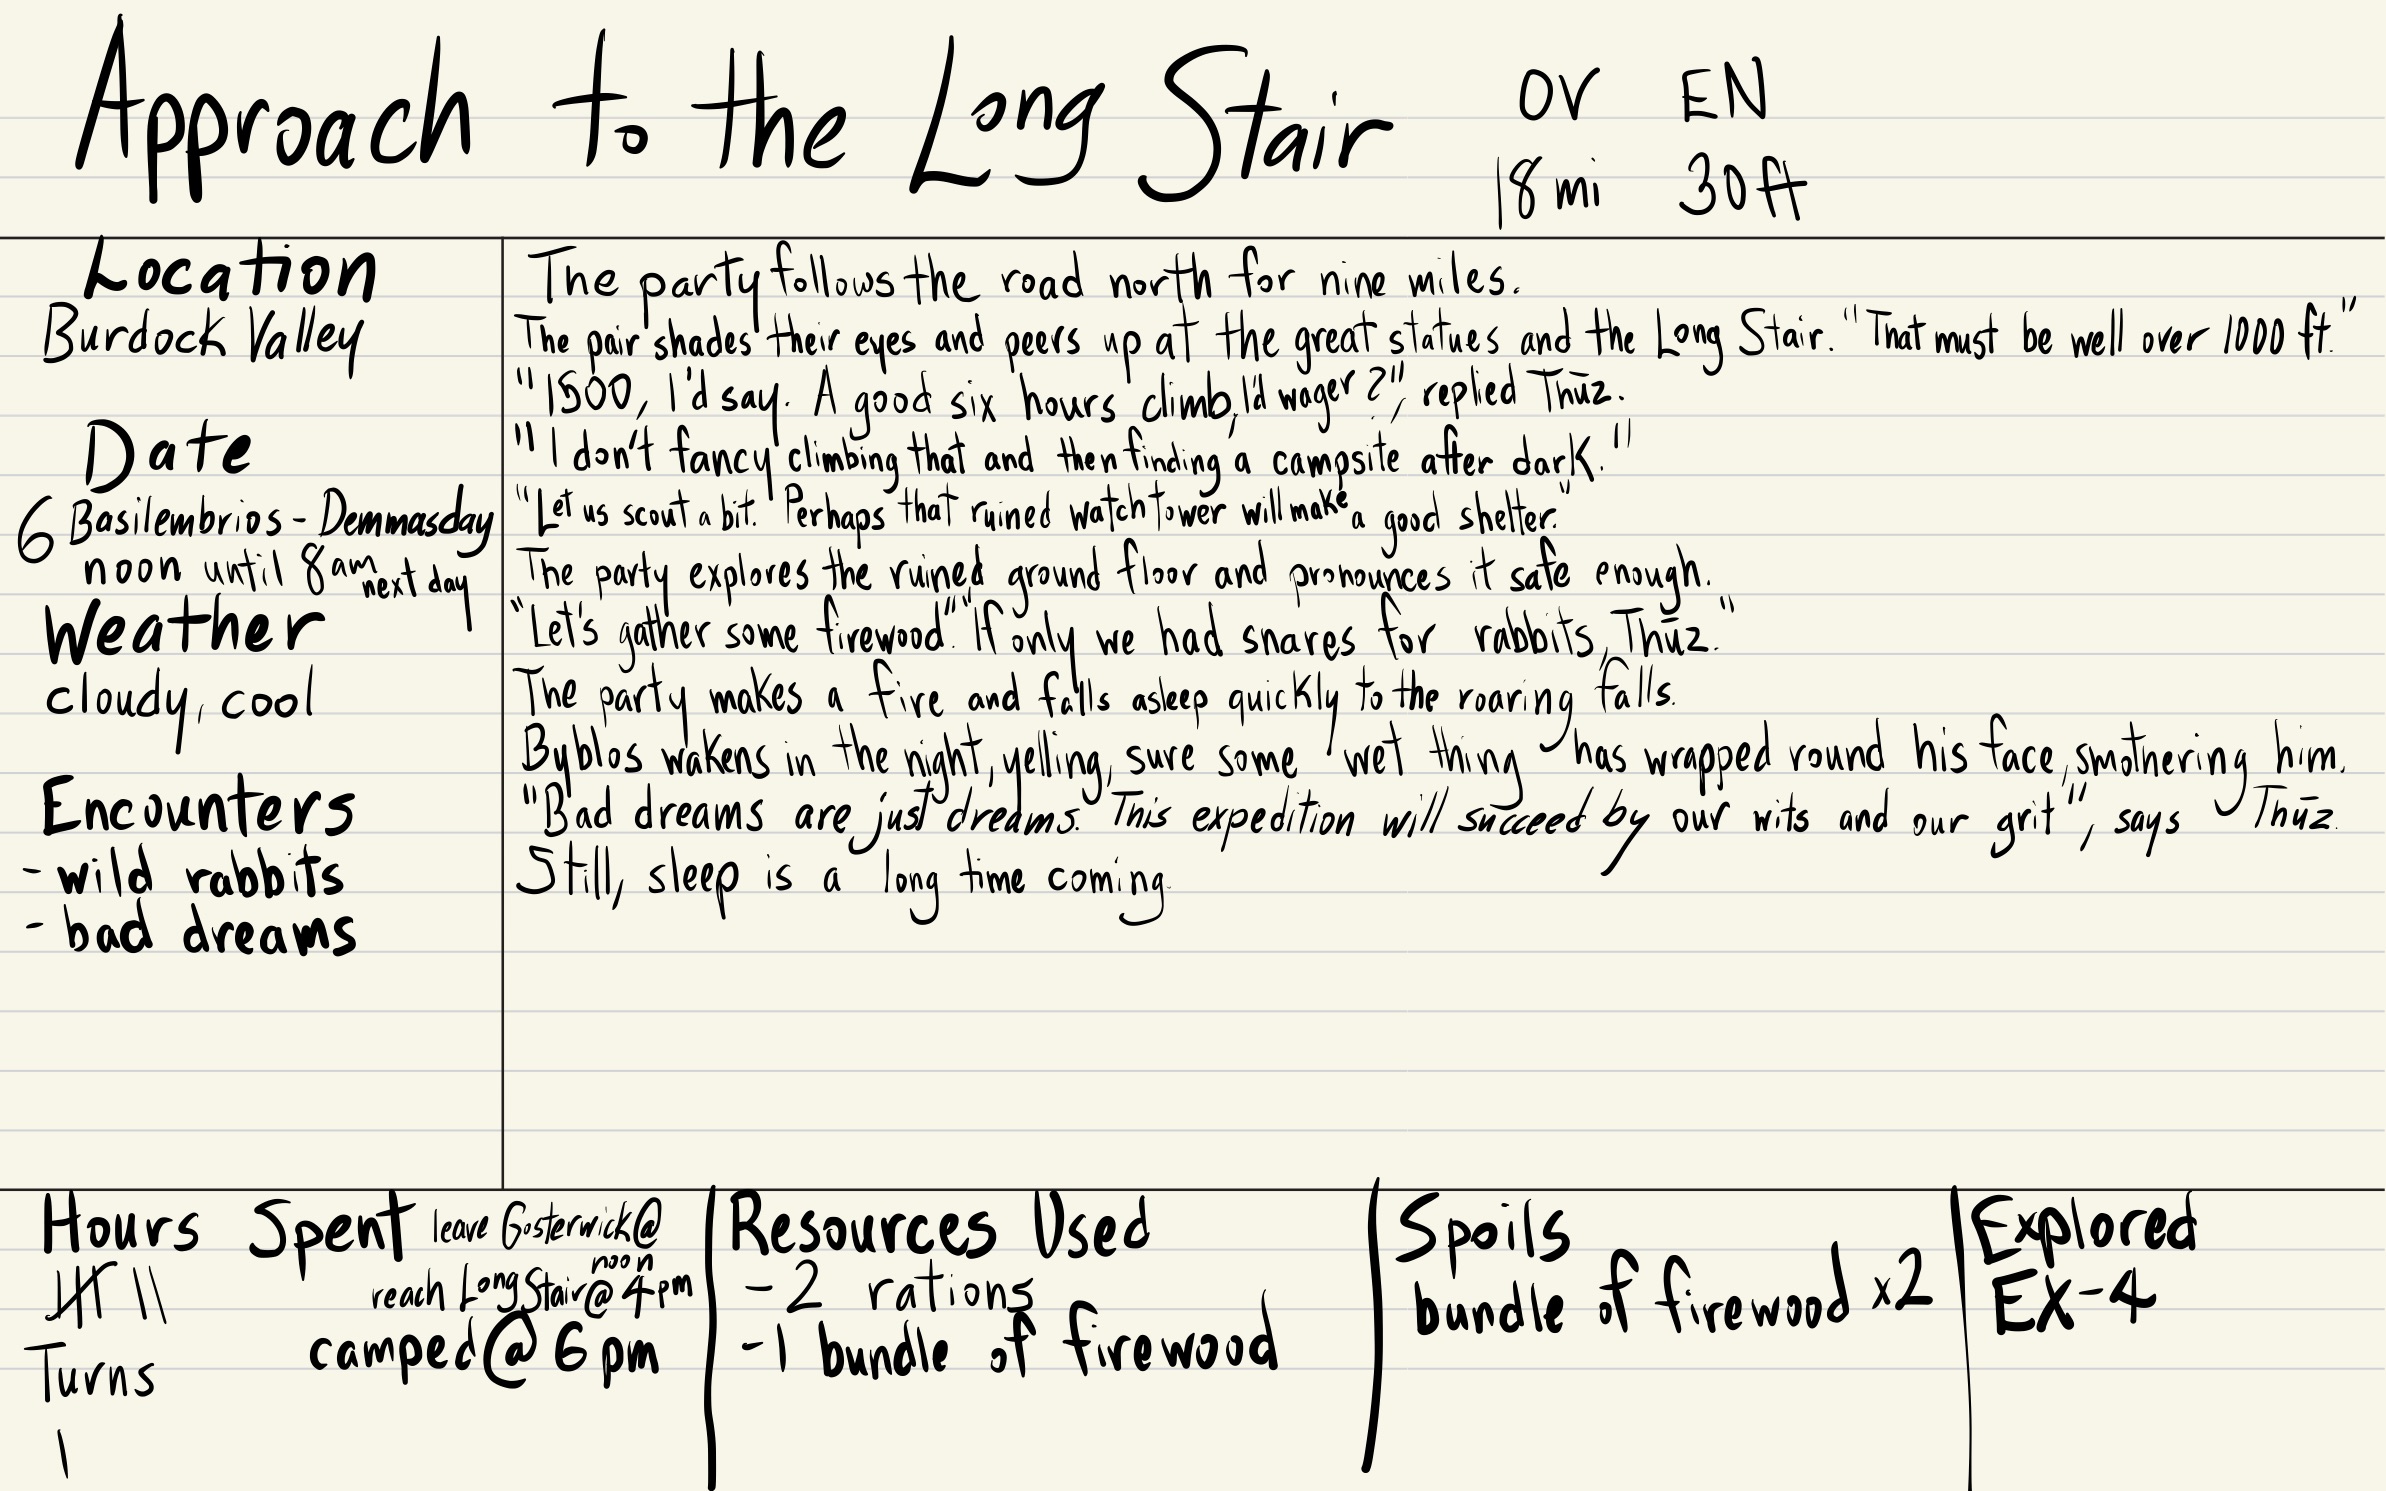 Approach to the Long Stair
OV EN
18 mi 30 ft
Location
Burdock Valley
Date
6 Basilembrios - Demmasday
noon until 8am
next day
Weather
cloudy, cool
Encounters
- wild rabbits
- bad dreams
The party follows the road north for nine miles.
The pair shades their eyes and peers up at the great statues and the Long Stair. "That must be well over 1000 ft."
"1500, I'd say. A good six hours climb, I'd wager?", replied Thūz.
"I don't fancy climbing that and then finding a campsite after dark."
"Let us scout a bit. Perhaps that ruined watchtower will make a good shelter."
The party explores the ruined ground floor and pronounces it safe enough.
"Let's gather some firewood." "If only we had snares for rabbits, Thūz."
The party makes a fire and falls asleep quickly to the roaring falls.
Byblos wakens in the night, yelling, sure some 'wet thing' has wrapped round his face, smothering him.
"Bad dreams are just dreams. This expedition will succeed by our wits and our grit", says Thūz.
Still, sleep is a long time coming.
Hours Spent
leave Gosterwick @ noon
reach Long Stair @ 4pm
camped @ 6pm
Turns
Resources Used
- 2 rations
- 1 bundle of firewood
Spoils
bundle of firewood x2
Explored
EX-4